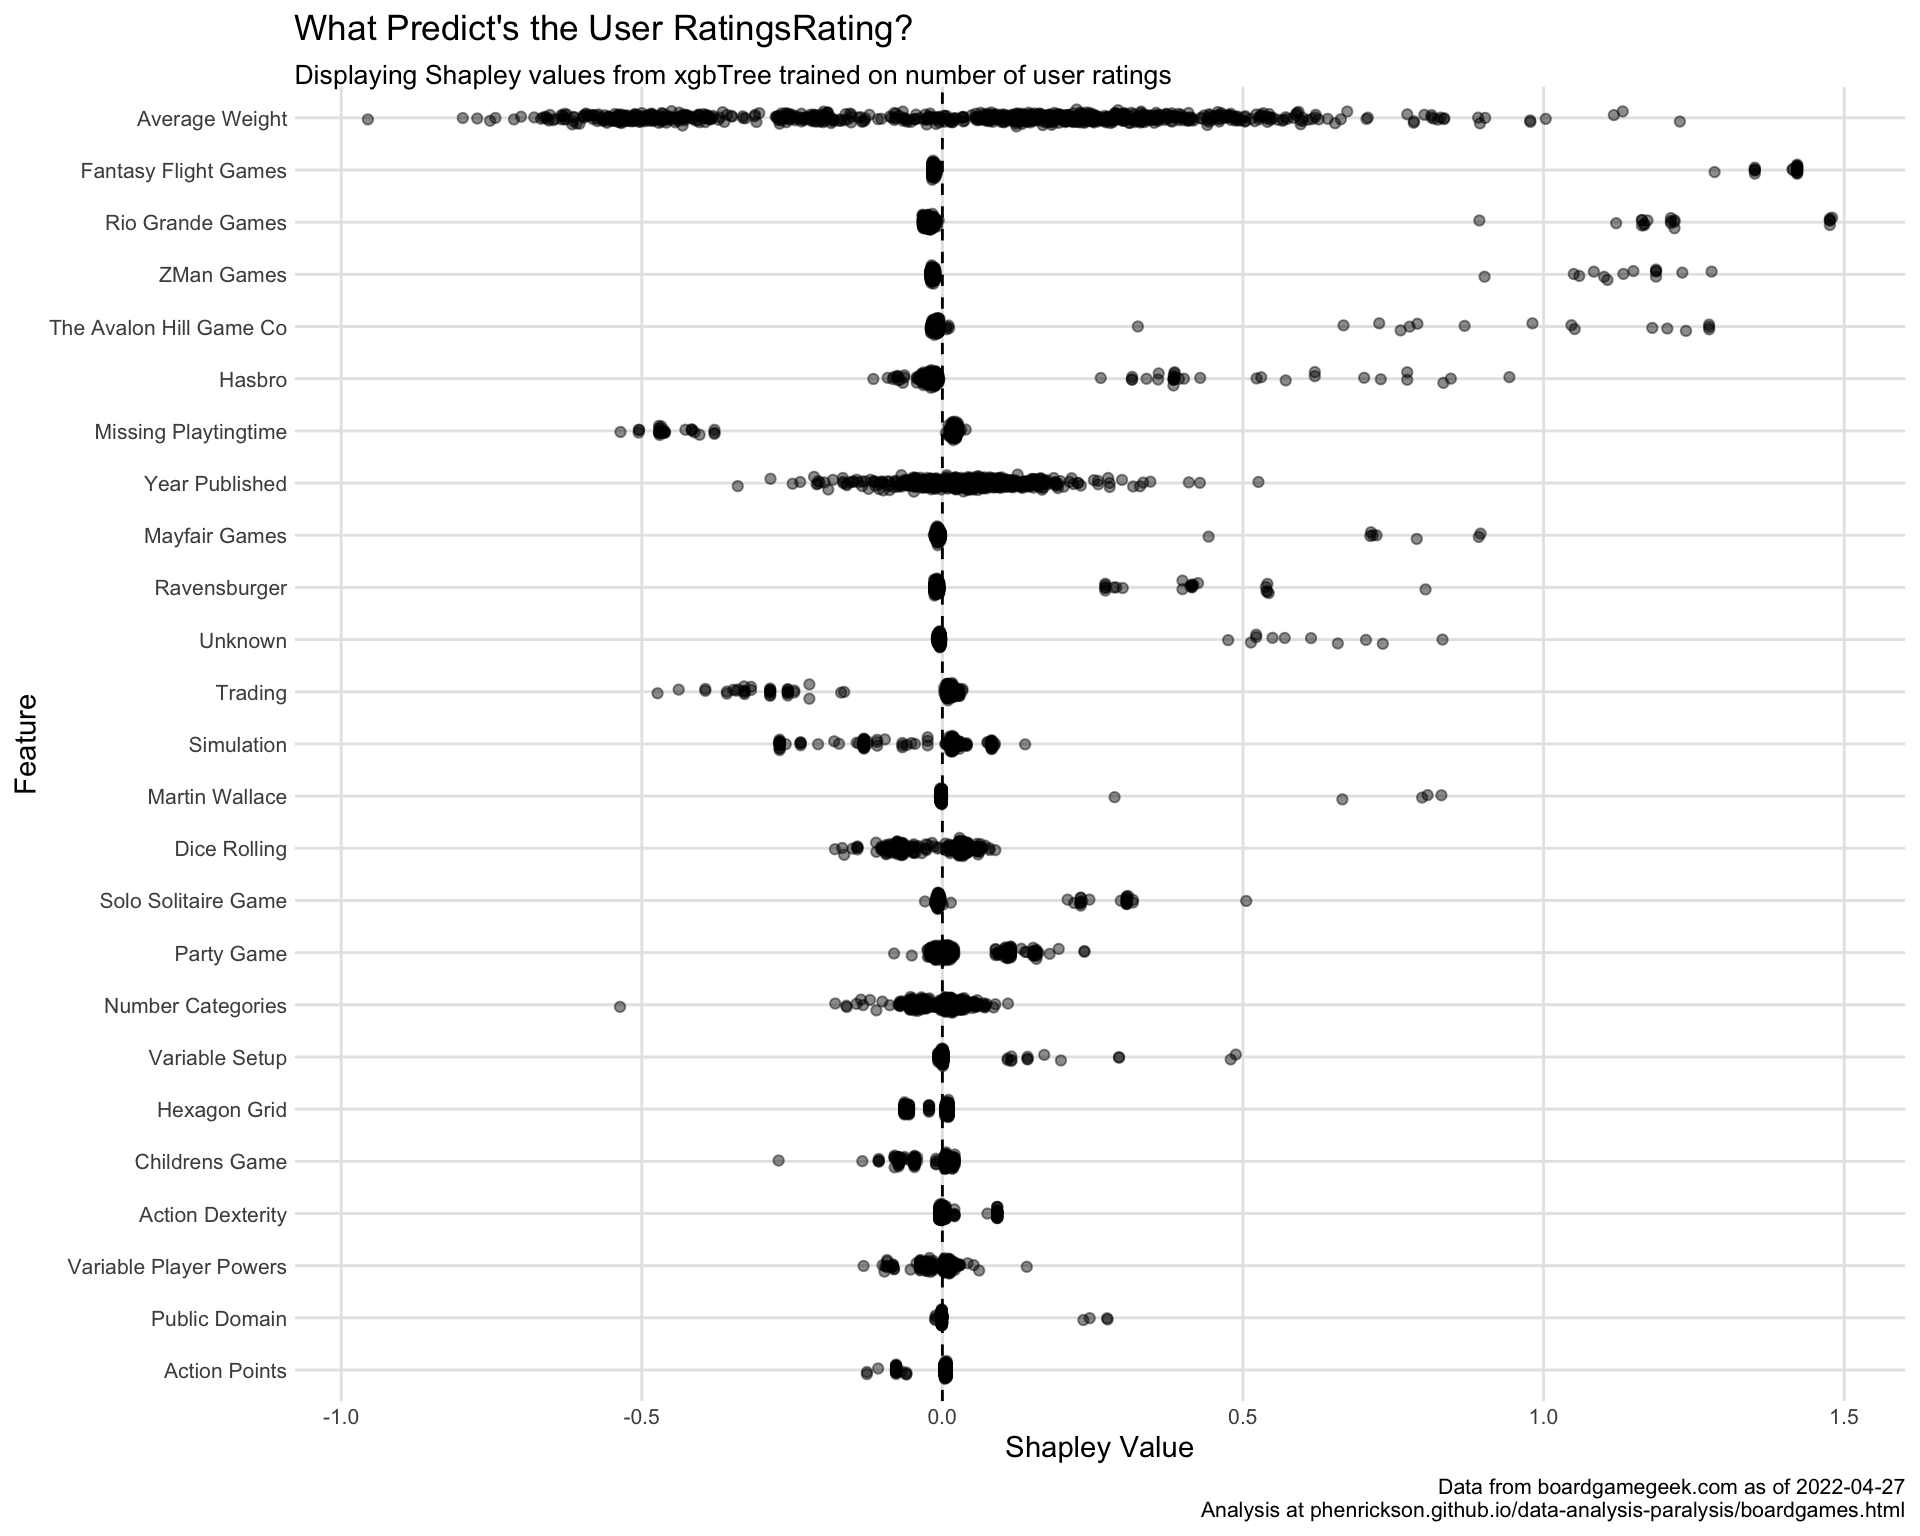 What Predict's the User RatingsRating?
Displaying Shapley values from xgbTree trained on number of user ratings
Average Weight
Fantasy Flight Games
Rio Grande Games
ZMan Games
The Avalon Hill Game Co
Hasbro
Missing Playtingtime
Year Published
Mayfair Games
Ravensburger
Unknown
Trading
Simulation
Martin Wallace
Dice Rolling
Solo Solitaire Game
Party Game
Number Categories
Variable Setup
Hexagon Grid
Childrens Game
Action Dexterity
Variable Player Powers
Public Domain
Action Points
Feature
-1.0 -0.5 0.0 0.5 1.0 1.5
Shapley Value
Data from boardgamegeek.com as of 2022-04-27
Analysis at phenrickson.github.io/data-analysis-paralysis/boardgames.html